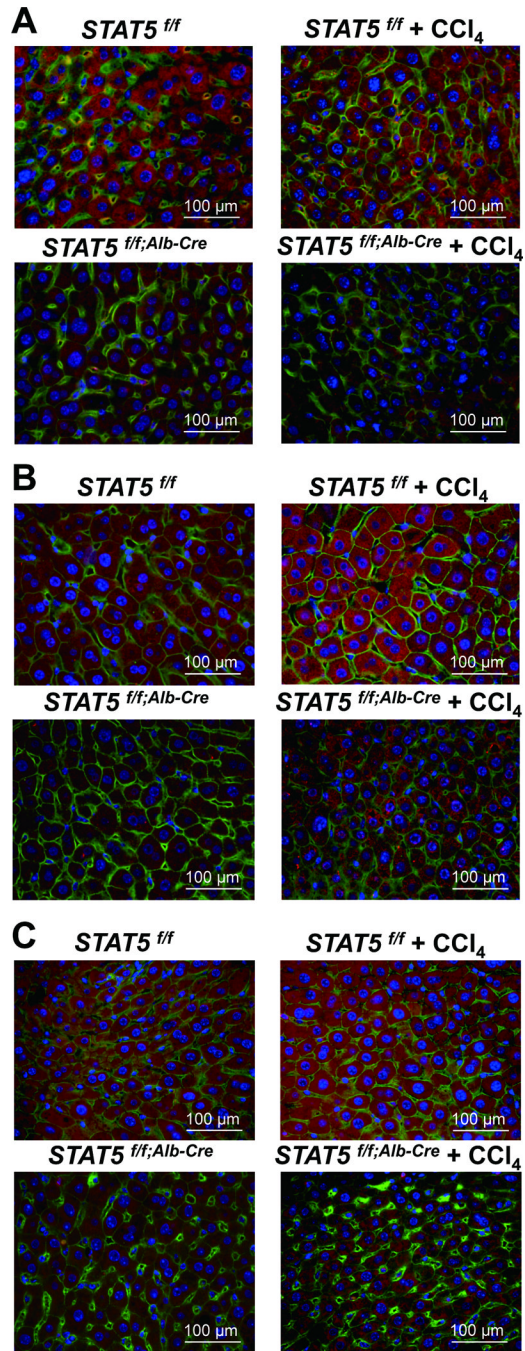 A
STAT5 f/f
STAT5 f/f + CCl4
100 µm
100 µm
STAT5 f/f;Alb-Cre
STAT5 f/f;Alb-Cre + CCl4
100 µm
100 µm
B
STAT5 f/f
STAT5 f/f + CCl4
100 µm
100 µm
STAT5 f/f;Alb-Cre
STAT5 f/f;Alb-Cre + CCl4
100 µm
100 µm
C
STAT5 f/f
STAT5 f/f + CCl4
100 µm
100 µm
STAT5 f/f;Alb-Cre
STAT5 f/f;Alb-Cre + CCl4
100 µm
100 µm